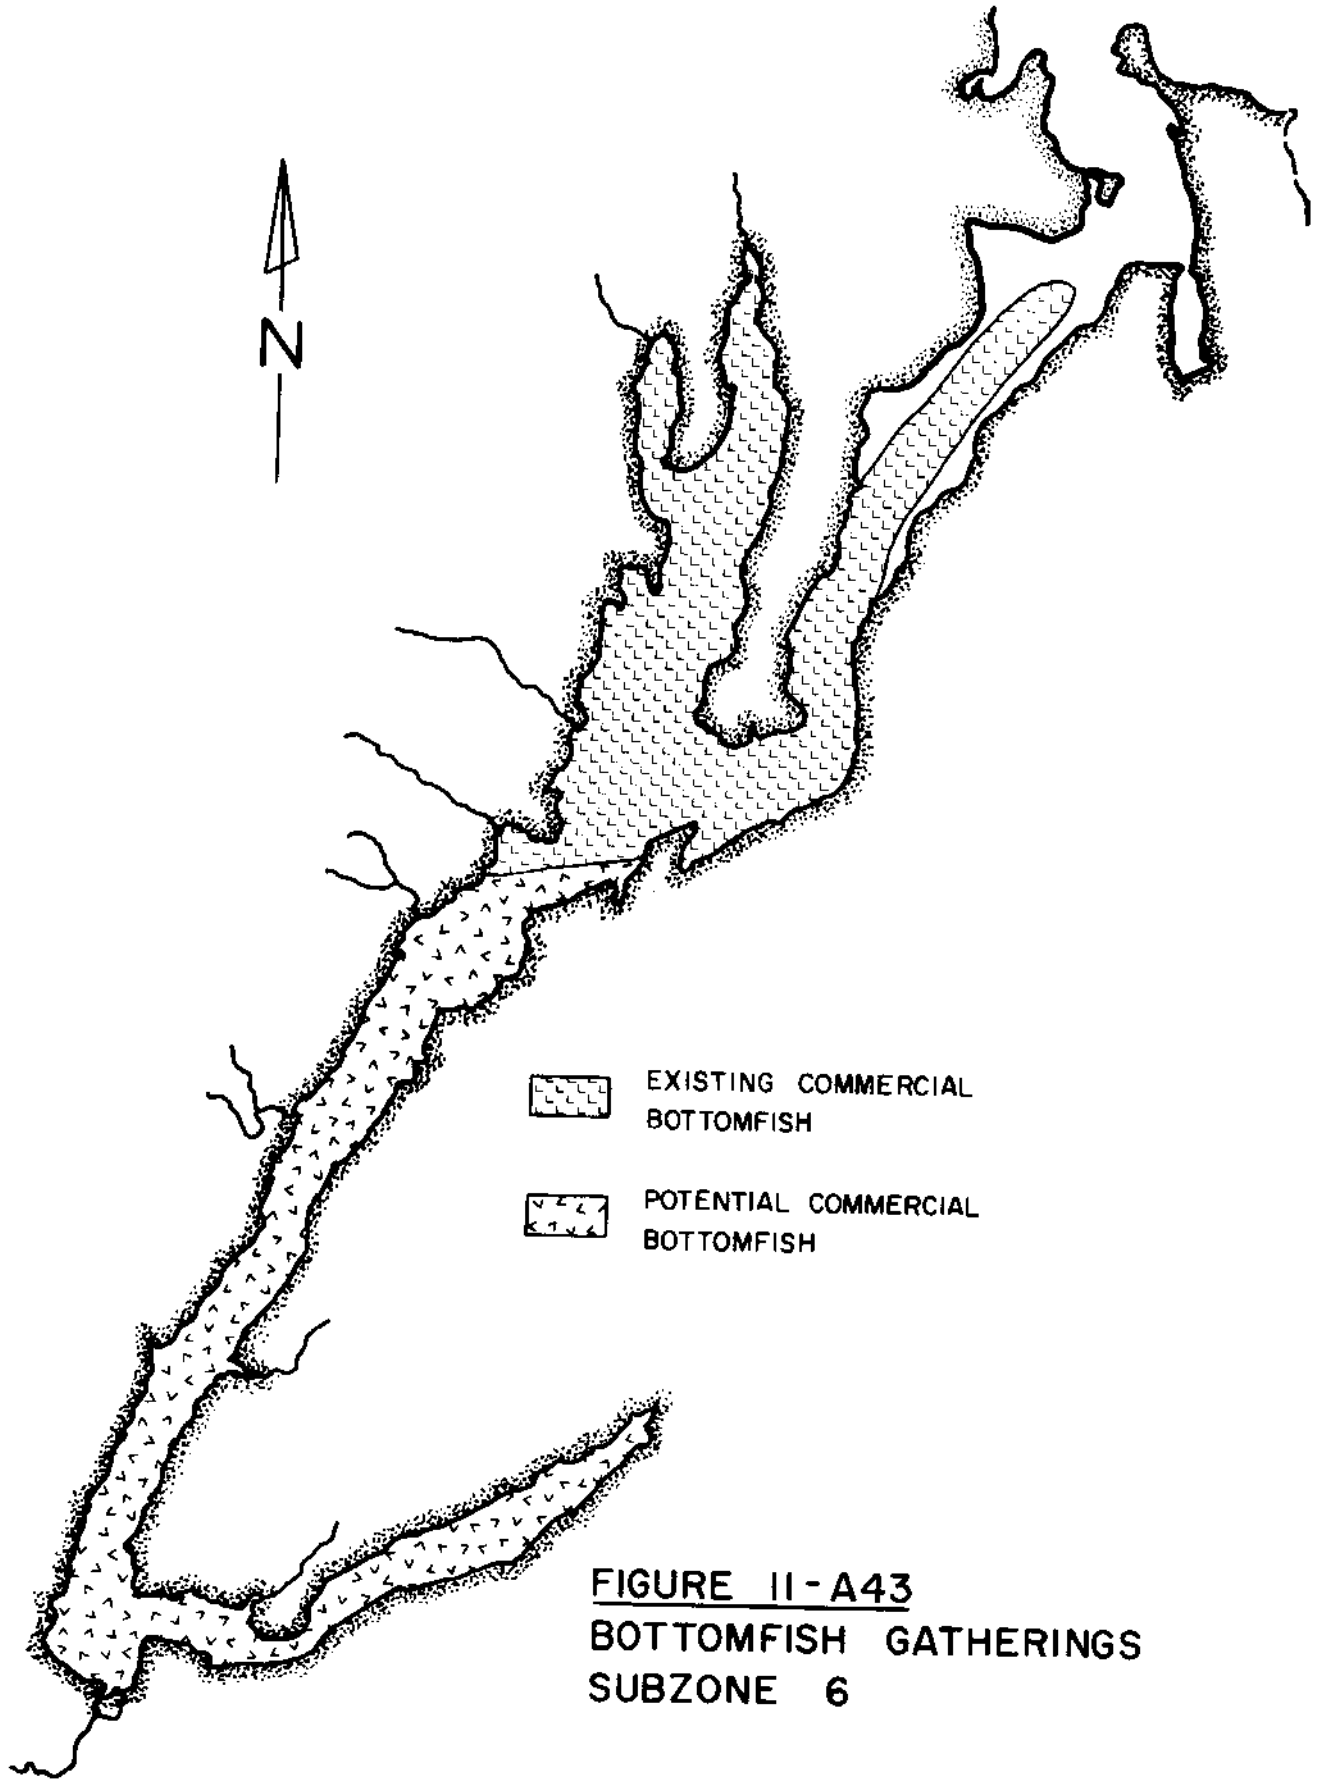 N
EXISTING COMMERCIAL
BOTTOMFISH
POTENTIAL COMMERCIAL
BOTTOMFISH
FIGURE II-A43
BOTTOMFISH GATHERINGS
SUBZONE 6